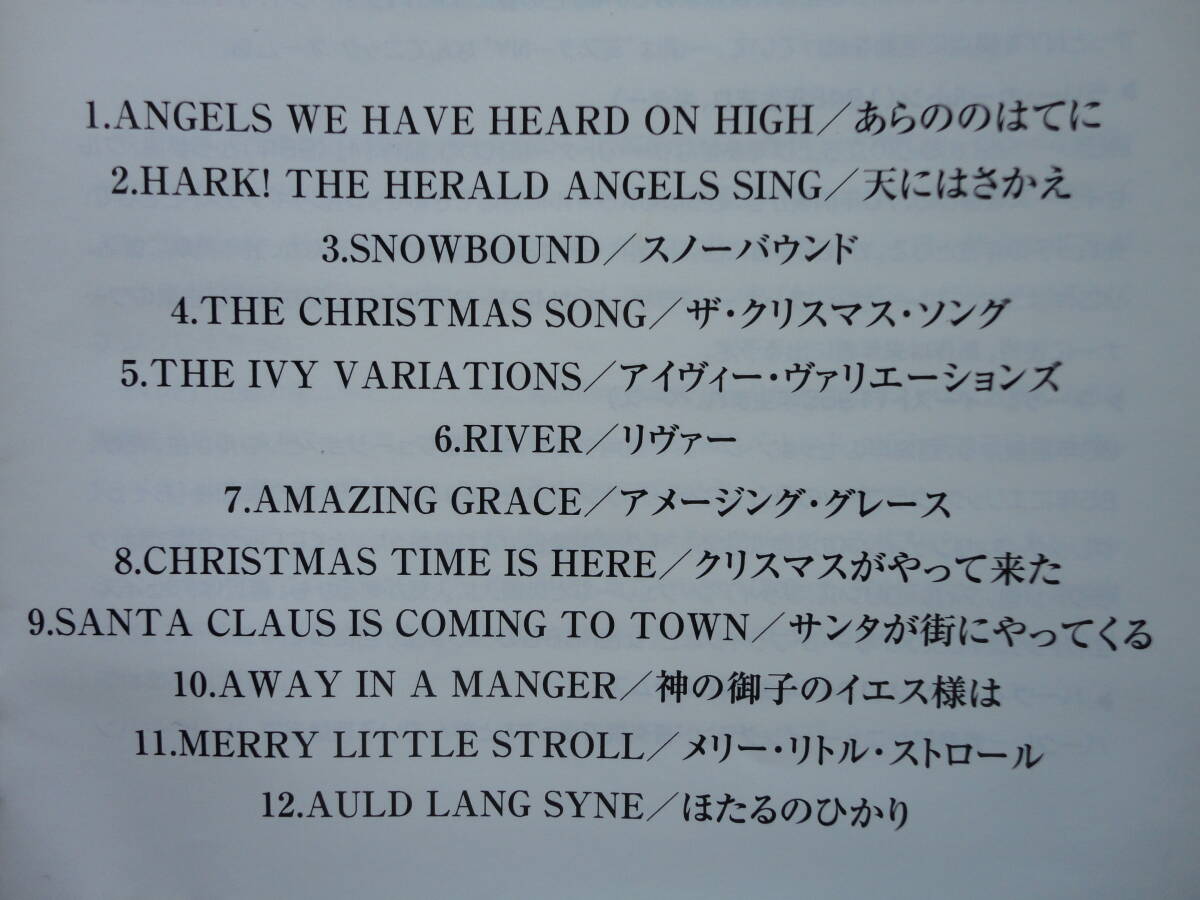 1.ANGELS WE HAVE HEARD ON HIGH/あらののはてに
2.HARK! THE HERALD ANGELS SING/天にはさかえ
3.SNOWBOUND/スノーバウンド
4.THE CHRISTMAS SONG/ザ・クリスマス・ソング
5.THE IVY VARIATIONS/アイヴィー・ヴァリエーションズ
6.RIVER/リヴァー
7.AMAZING GRACE/アメージング・グレース
8.CHRISTMAS TIME IS HERE/クリスマスがやって来た
9.SANTA CLAUS IS COMING TO TOWN/サンタが街にやってくる
10.AWAY IN A MANGER/神の御子のイエス様は
11.MERRY LITTLE STROLL/メリー・リトル・ストロール
12.AULD LANG SYNE/ほたるのひかり